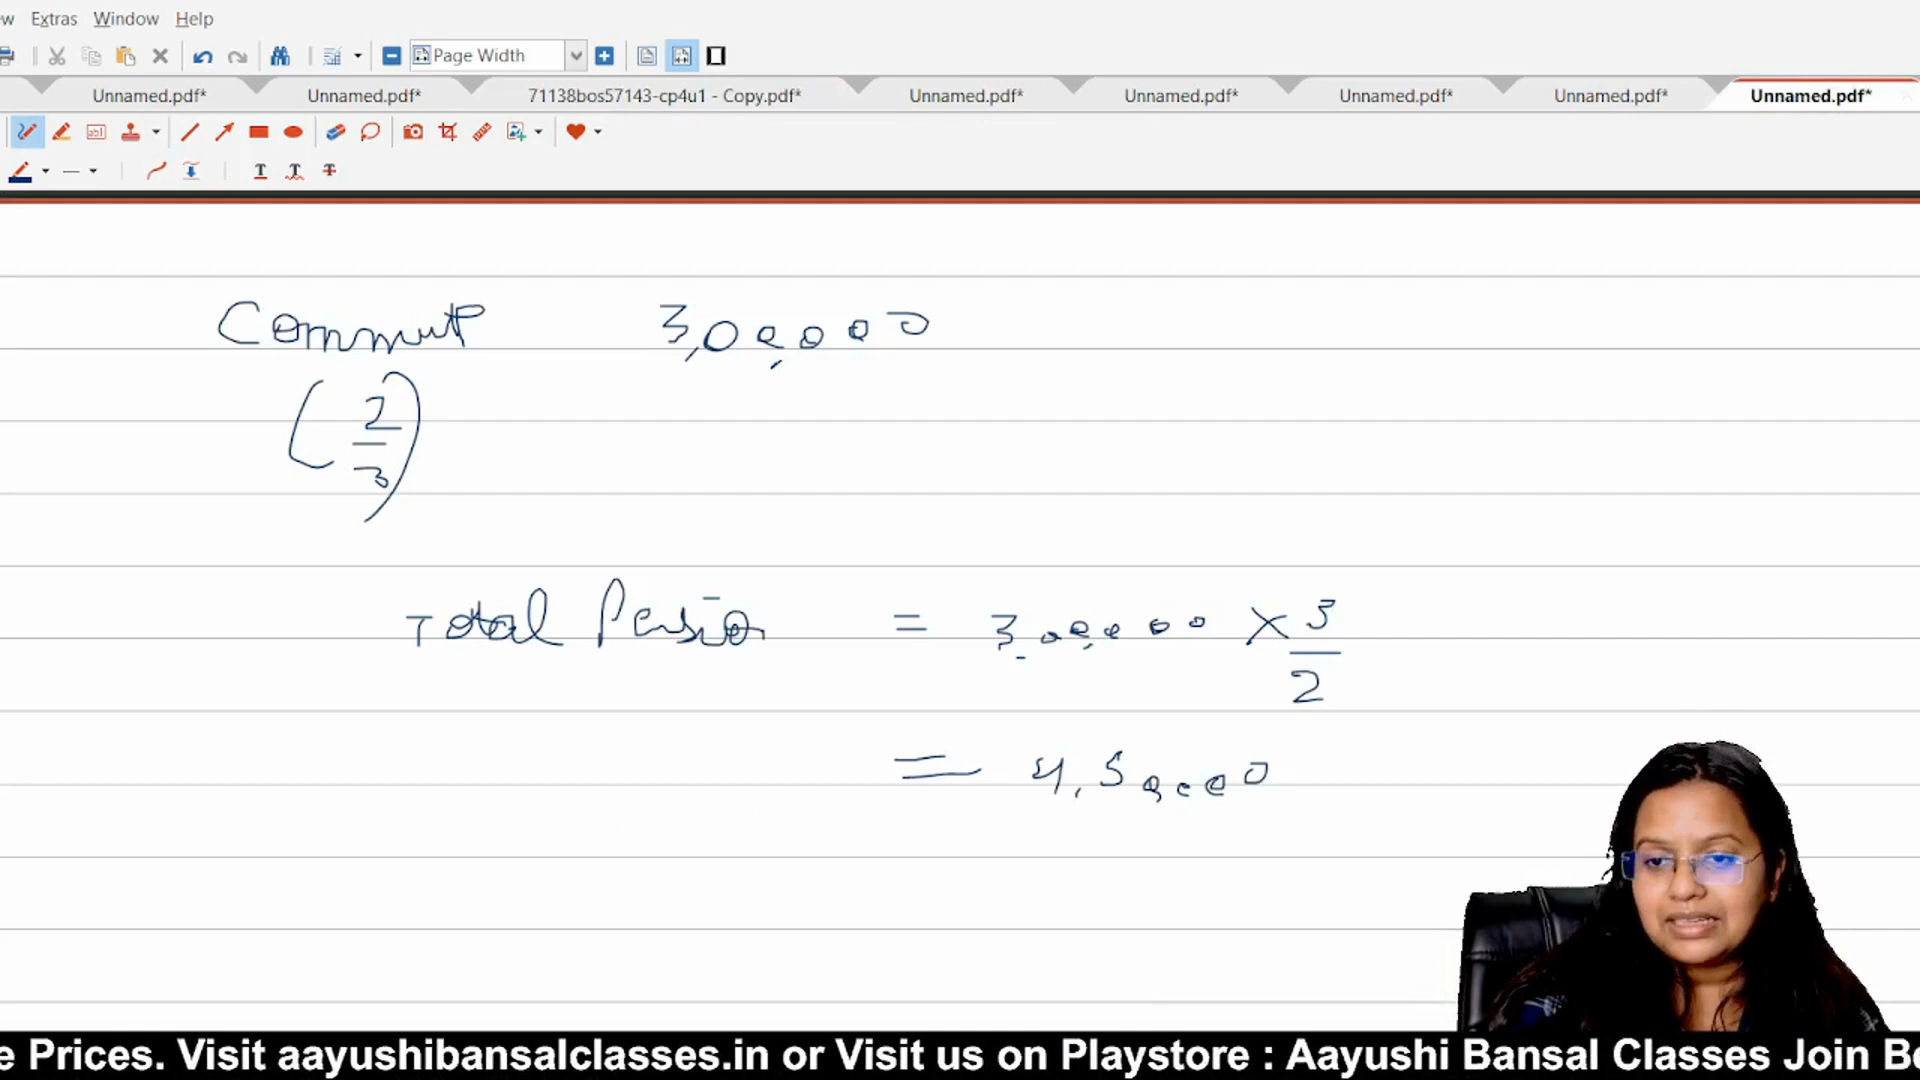 Extras Window Help
Page Width
Unnamed.pdf* Unnamed.pdf* 71138bos57143-cp4u1 - Copy.pdf* Unnamed.pdf* Unnamed.pdf* Unnamed.pdf* Unnamed.pdf* Unnamed.pdf*
Commut 3,00,000
(2/3)
Total Pension = 3,00,000 × 3/2
= 4,50,000
e Prices. Visit aayushibansalclasses.in or Visit us on Playstore : Aayushi Bansal Classes Join Be